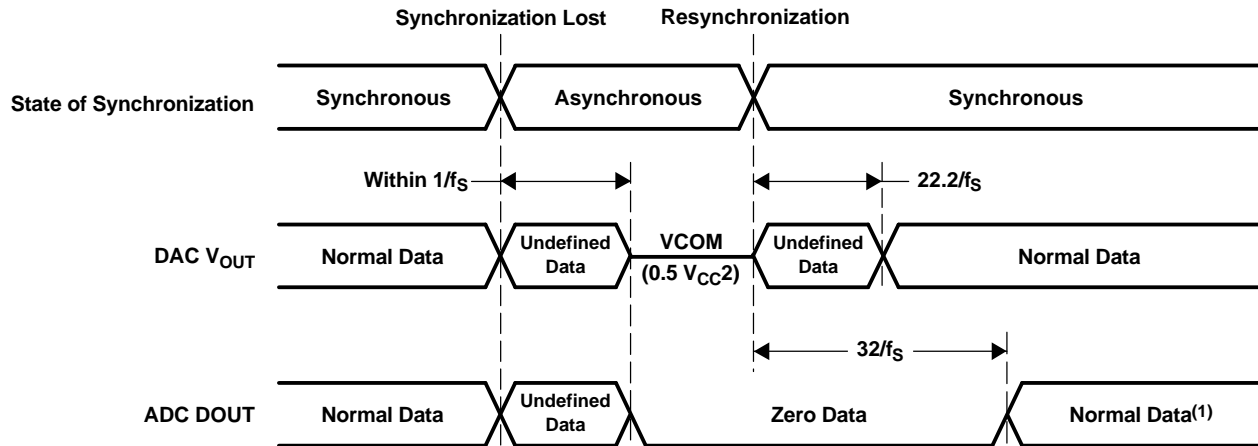 Synchronization Lost Resynchronization
State of Synchronization Synchronous Asynchronous Synchronous
Within 1/fS 22.2/fS
DAC VOUT Normal Data Undefined Data VCOM (0.5 VCC2) Undefined Data Normal Data
32/fS
ADC DOUT Normal Data Undefined Data Zero Data Normal Data(1)